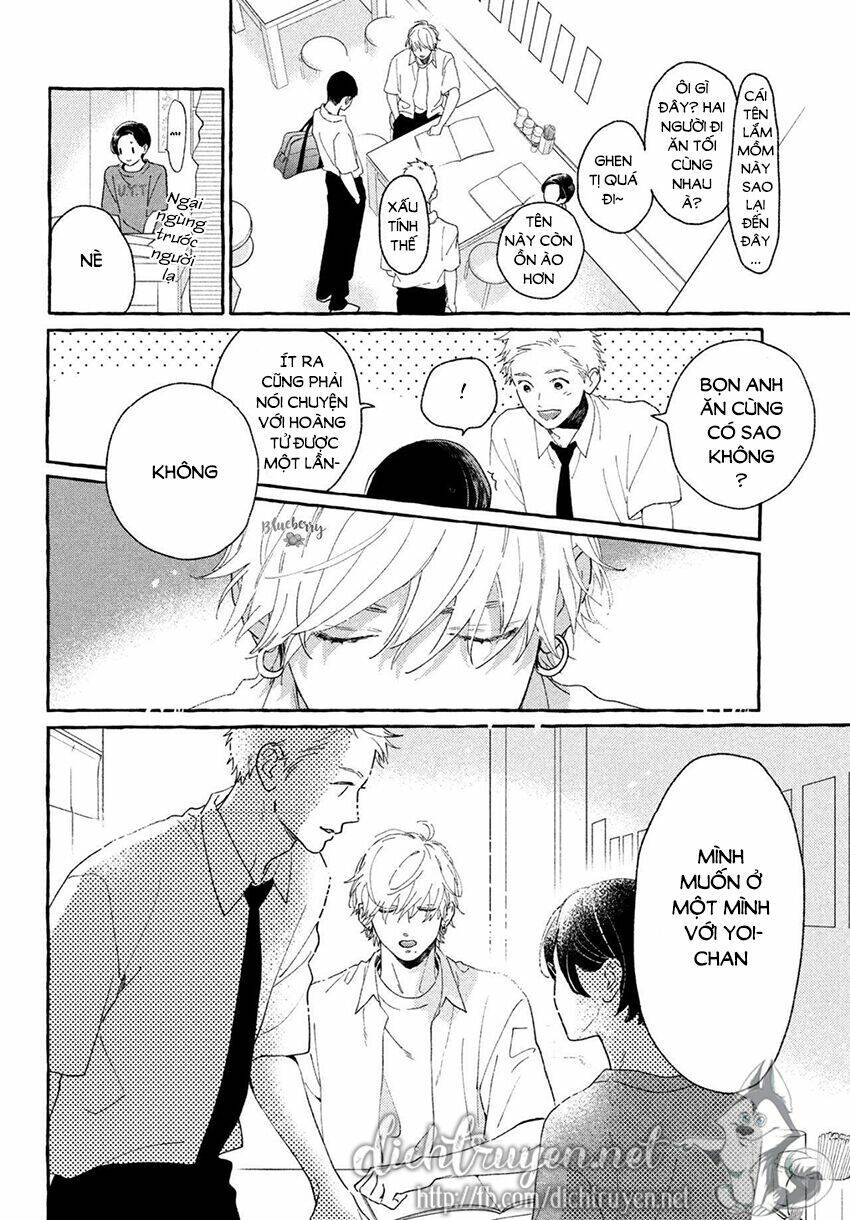 CÁI
TÊN LẮM
MỒM
NÀY SAO
LẠI
ĐẾN
ĐÂY
...
ÔI GÌ
ĐÂY? HAI
NGƯỜI ĐI
ĂN TỐI
CÙNG
NHAU
À?
GHEN
TỊ QUÁ
ĐI~
TÊN
NÀY CÒN
ỒN ÀO
HƠN
XẤU
TÍNH
THẾ
...
U.Y.T
Ngại
ngùng
trước
người
lạ
NÈ
BỌN ANH
ĂN CÙNG
CÓ SAO
KHÔNG
?
!
ÍT RA
CŨNG PHẢI
NÓI CHUYỆN
VỚI HOÀNG
TỬ ĐƯỢC
MỘT LẦN-
KHÔNG
Blueberry
MÌNH
MUỐN Ở
MỘT MÌNH
VỚI YOI-
CHAN
dichtruyen.net
http://fb.com/dichtruyen.net